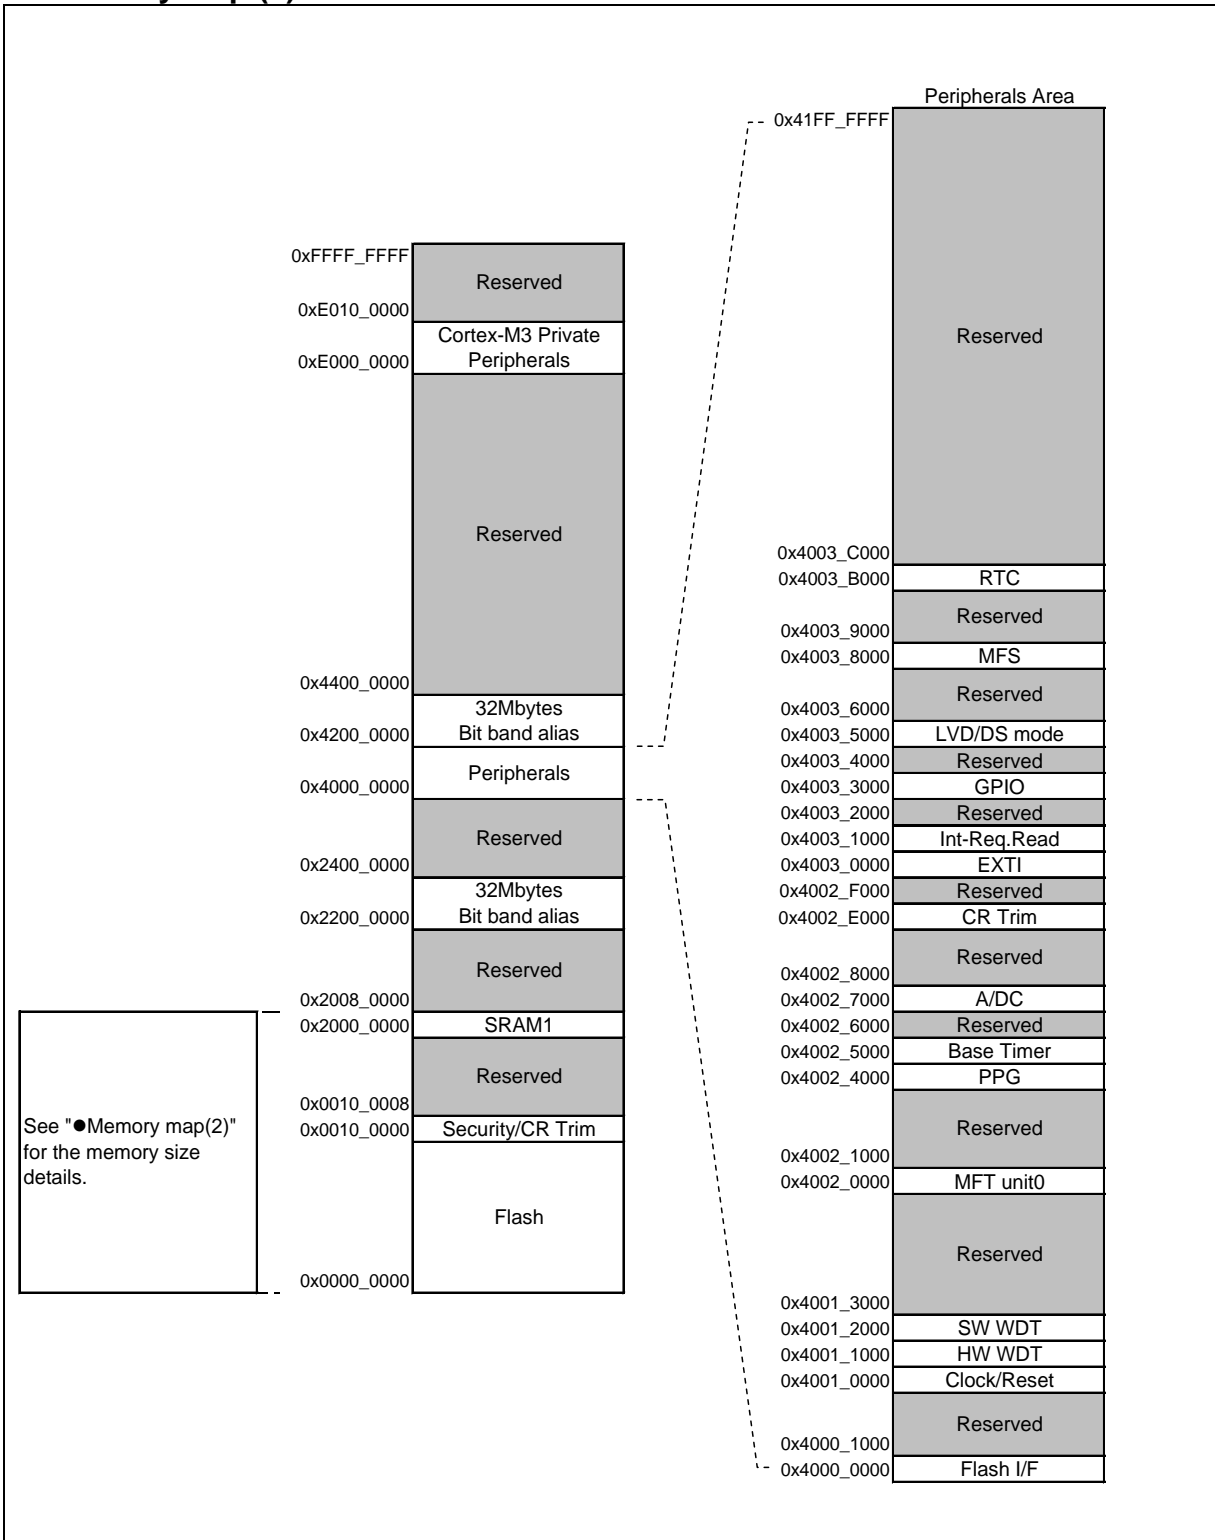 Peripherals Area
0x41FF_FFFF
Reserved
0x4003_C000
0x4003_B000 RTC
Reserved
0x4003_9000
0x4003_8000 MFS
Reserved
0x4003_6000
0x4003_5000 LVD/DS mode
0x4003_4000 Reserved
0x4003_3000 GPIO
0x4003_2000 Reserved
0x4003_1000 Int-Req.Read
0x4003_0000 EXTI
0x4002_F000 Reserved
0x4002_E000 CR Trim
Reserved
0x4002_8000
0x4002_7000 A/DC
0x4002_6000 Reserved
0x4002_5000 Base Timer
0x4002_4000 PPG
Reserved
0x4002_1000
0x4002_0000 MFT unit0
Reserved
0x4001_3000
0x4001_2000 SW WDT
0x4001_1000 HW WDT
0x4001_0000 Clock/Reset
Reserved
0x4000_1000
0x4000_0000 Flash I/F
0xFFFF_FFFF
Reserved
0xE010_0000
Cortex-M3 Private
0xE000_0000 Peripherals
Reserved
0x4400_0000
32Mbytes
0x4200_0000 Bit band alias
Peripherals
0x4000_0000
Reserved
0x2400_0000
32Mbytes
0x2200_0000 Bit band alias
Reserved
0x2008_0000
0x2000_0000 SRAM1
Reserved
0x0010_0008
0x0010_0000 Security/CR Trim
Flash
0x0000_0000
See "●Memory map(2)"
for the memory size
details.